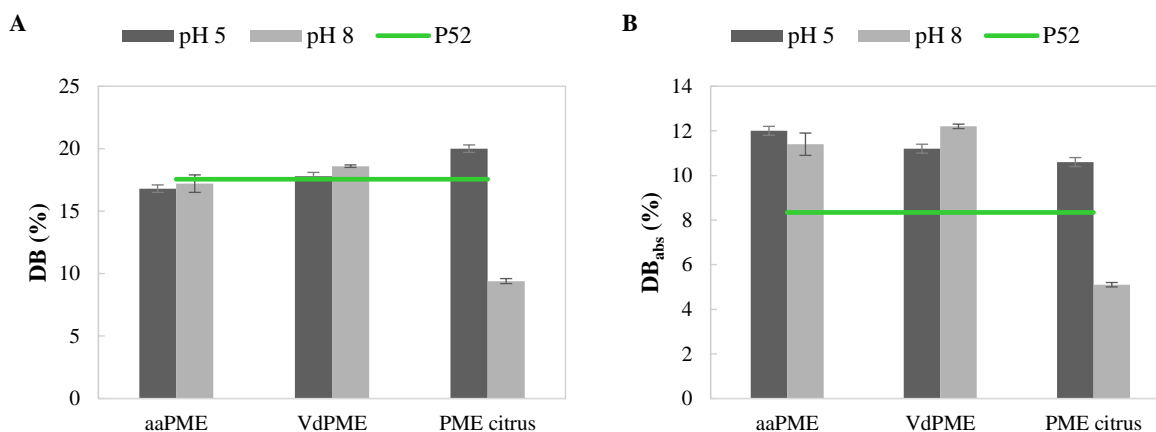 A
pH 5 pH 8 P52
DB (%)
25
20
15
10
5
0
aaPME VdPME PME citrus
B
pH 5 pH 8 P52
DBabs (%)
14
12
10
8
6
4
2
0
aaPME VdPME PME citrus